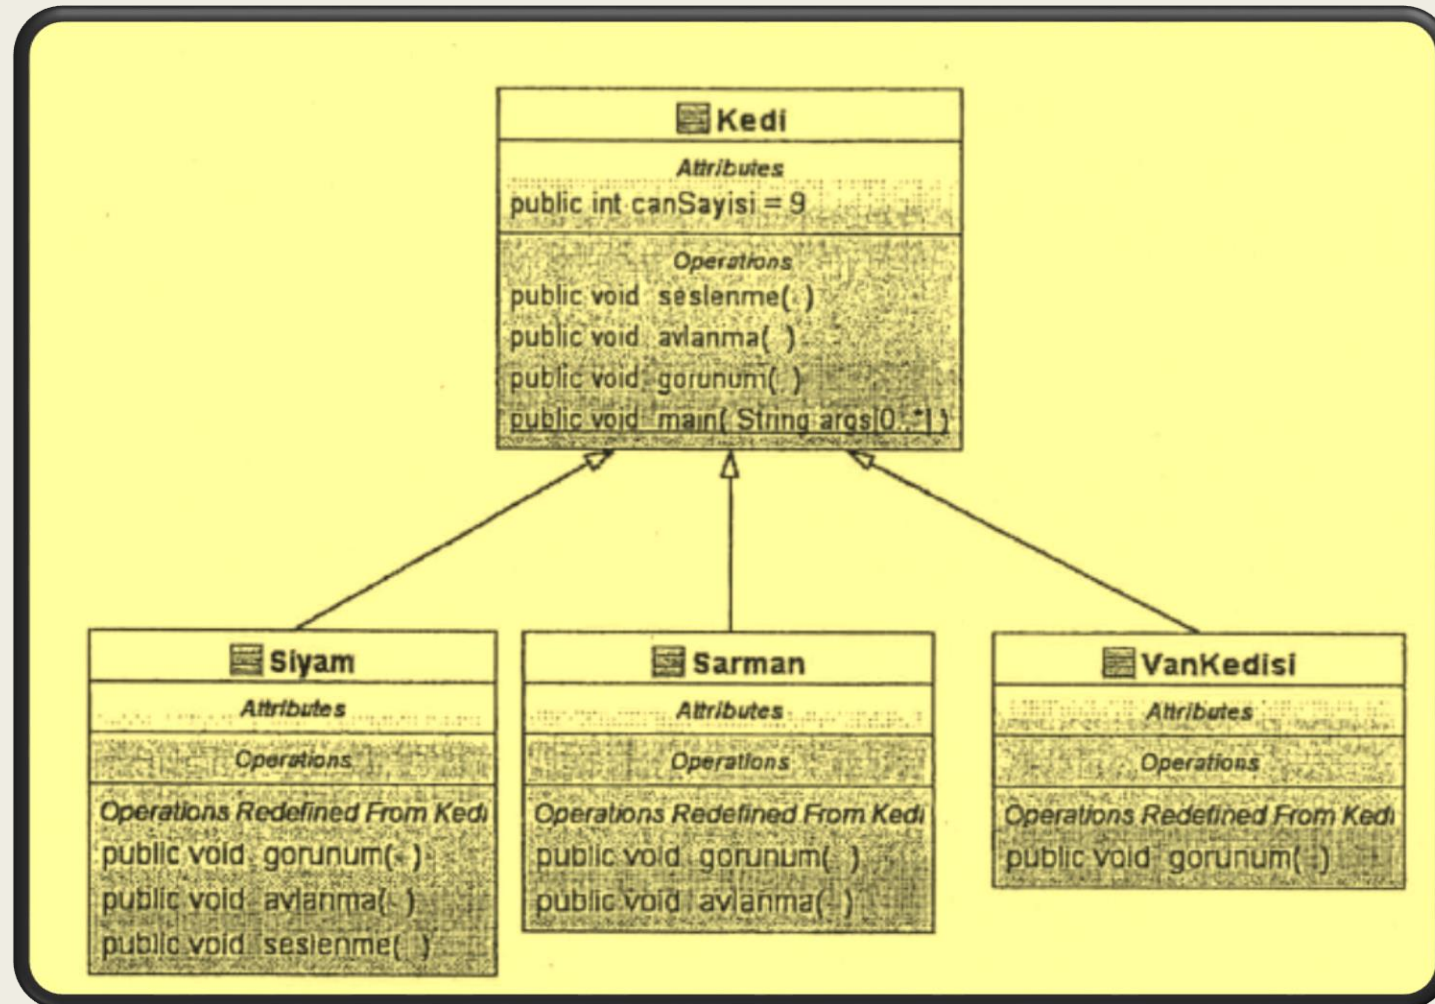 Kedi
Attributes
public int canSayisi = 9
Operations
public void seslenme( )
public void avlanma( )
public void gorunum( )
public void main( String args[0..*] )
Siyam
Attributes
Operations
Operations Redefined From Kedi
public void gorunum( )
public void avlanma( )
public void seslenme( )
Sarman
Attributes
Operations
Operations Redefined From Kedi
public void gorunum( )
public void avlanma( )
VanKedisi
Attributes
Operations
Operations Redefined From Kedi
public void gorunum( )